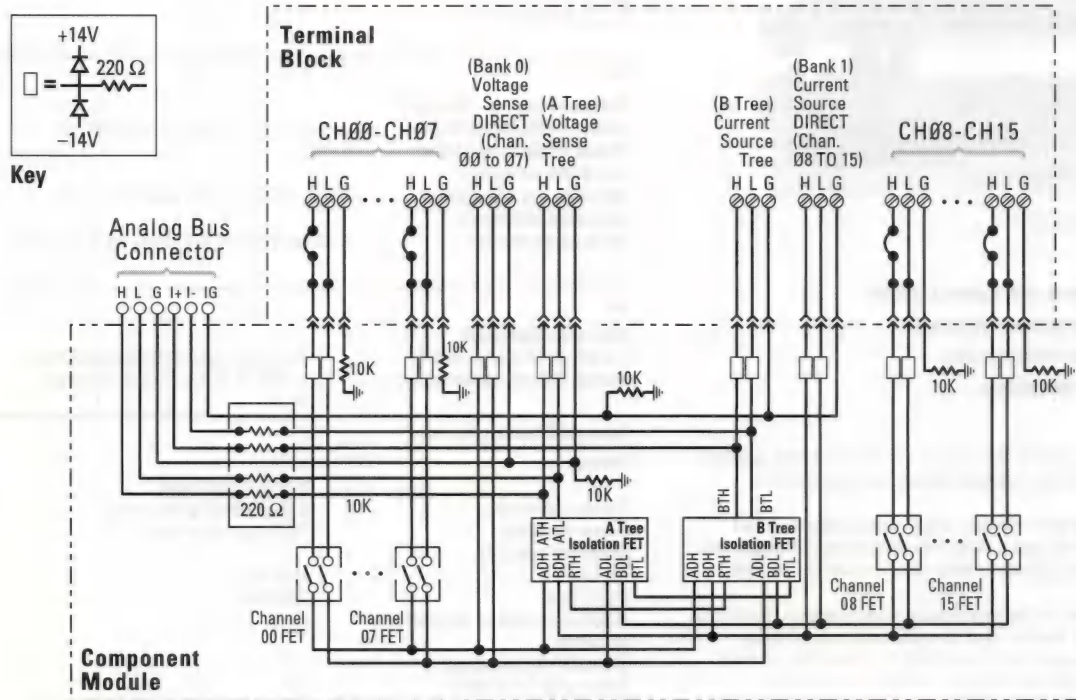 +14V
220 Ω
=
–14V
Key
Terminal
Block
CHØØ-CHØ7
(Bank 0)
Voltage
Sense
DIRECT
(Chan.
ØØ to Ø7)
(A Tree)
Voltage
Sense
Tree
(B Tree)
Current
Source
Tree
(Bank 1)
Current
Source
DIRECT
(Chan.
Ø8 TO 15)
CHØ8-CH15
H L G
H L G
H L G
H L G
H L G
H L G
H L G
H L G
Analog Bus
Connector
H L G I+ I- IG
10K
10K
10K
10K
10K
220 Ω
10K
10K
ATH
ATL
BTH
BTL
A Tree
Isolation FET
ADH
BDH
RTH
ADL
BDL
RTL
B Tree
Isolation FET
ADH
BDH
RTH
ADL
BDL
RTL
Channel
00 FET
Channel
07 FET
Channel
08 FET
Channel
15 FET
Component
Module